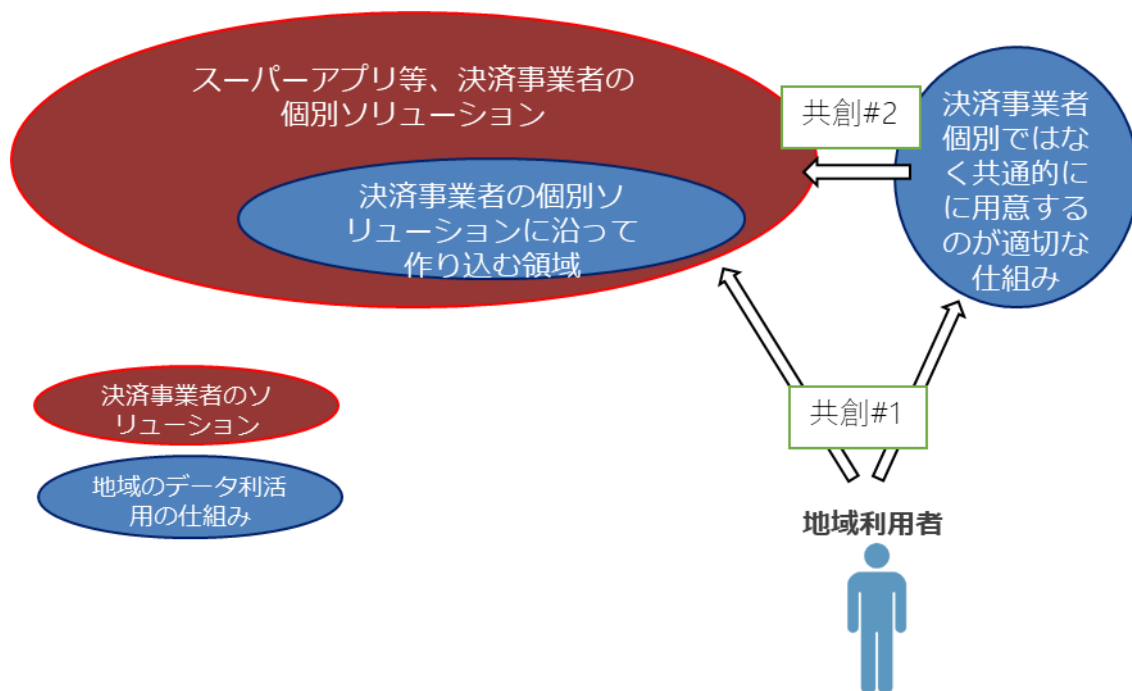 スーパーアプリ等、決済事業者の
個別ソリューション
共創#2
決済事業者
個別ではな
く共通的に
に用意する
のが適切な
仕組み
決済事業者の個別ソ
リューションに沿って
作り込む領域
決済事業者のソ
リューション
共創#1
地域のデータ利活
用の仕組み
地域利用者